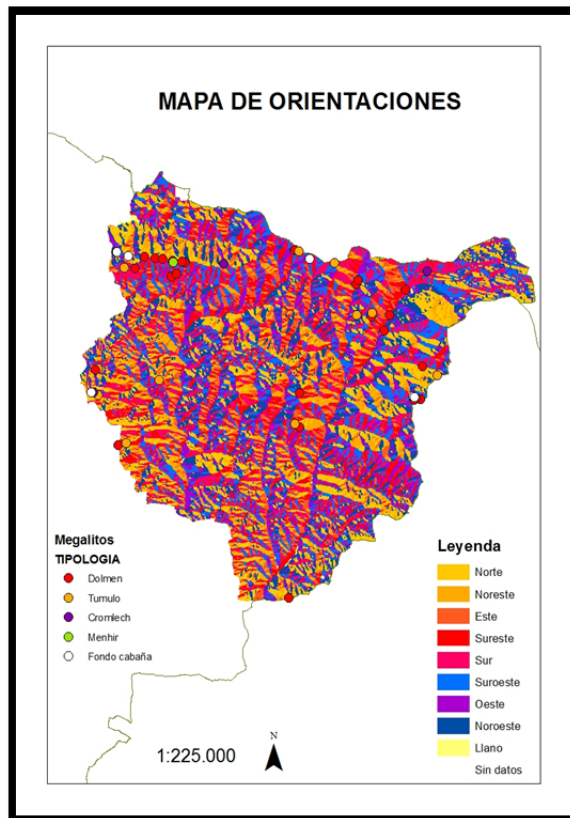 MAPA DE ORIENTACIONES
Megalitos
TIPOLOGIA
Dolmen
Tumulo
Cromlech
Menhir
Fondo cabaña
Leyenda
Norte
Noreste
Este
Sureste
Sur
Suroeste
Oeste
Noroeste
Llano
Sin datos
1:225.000
N